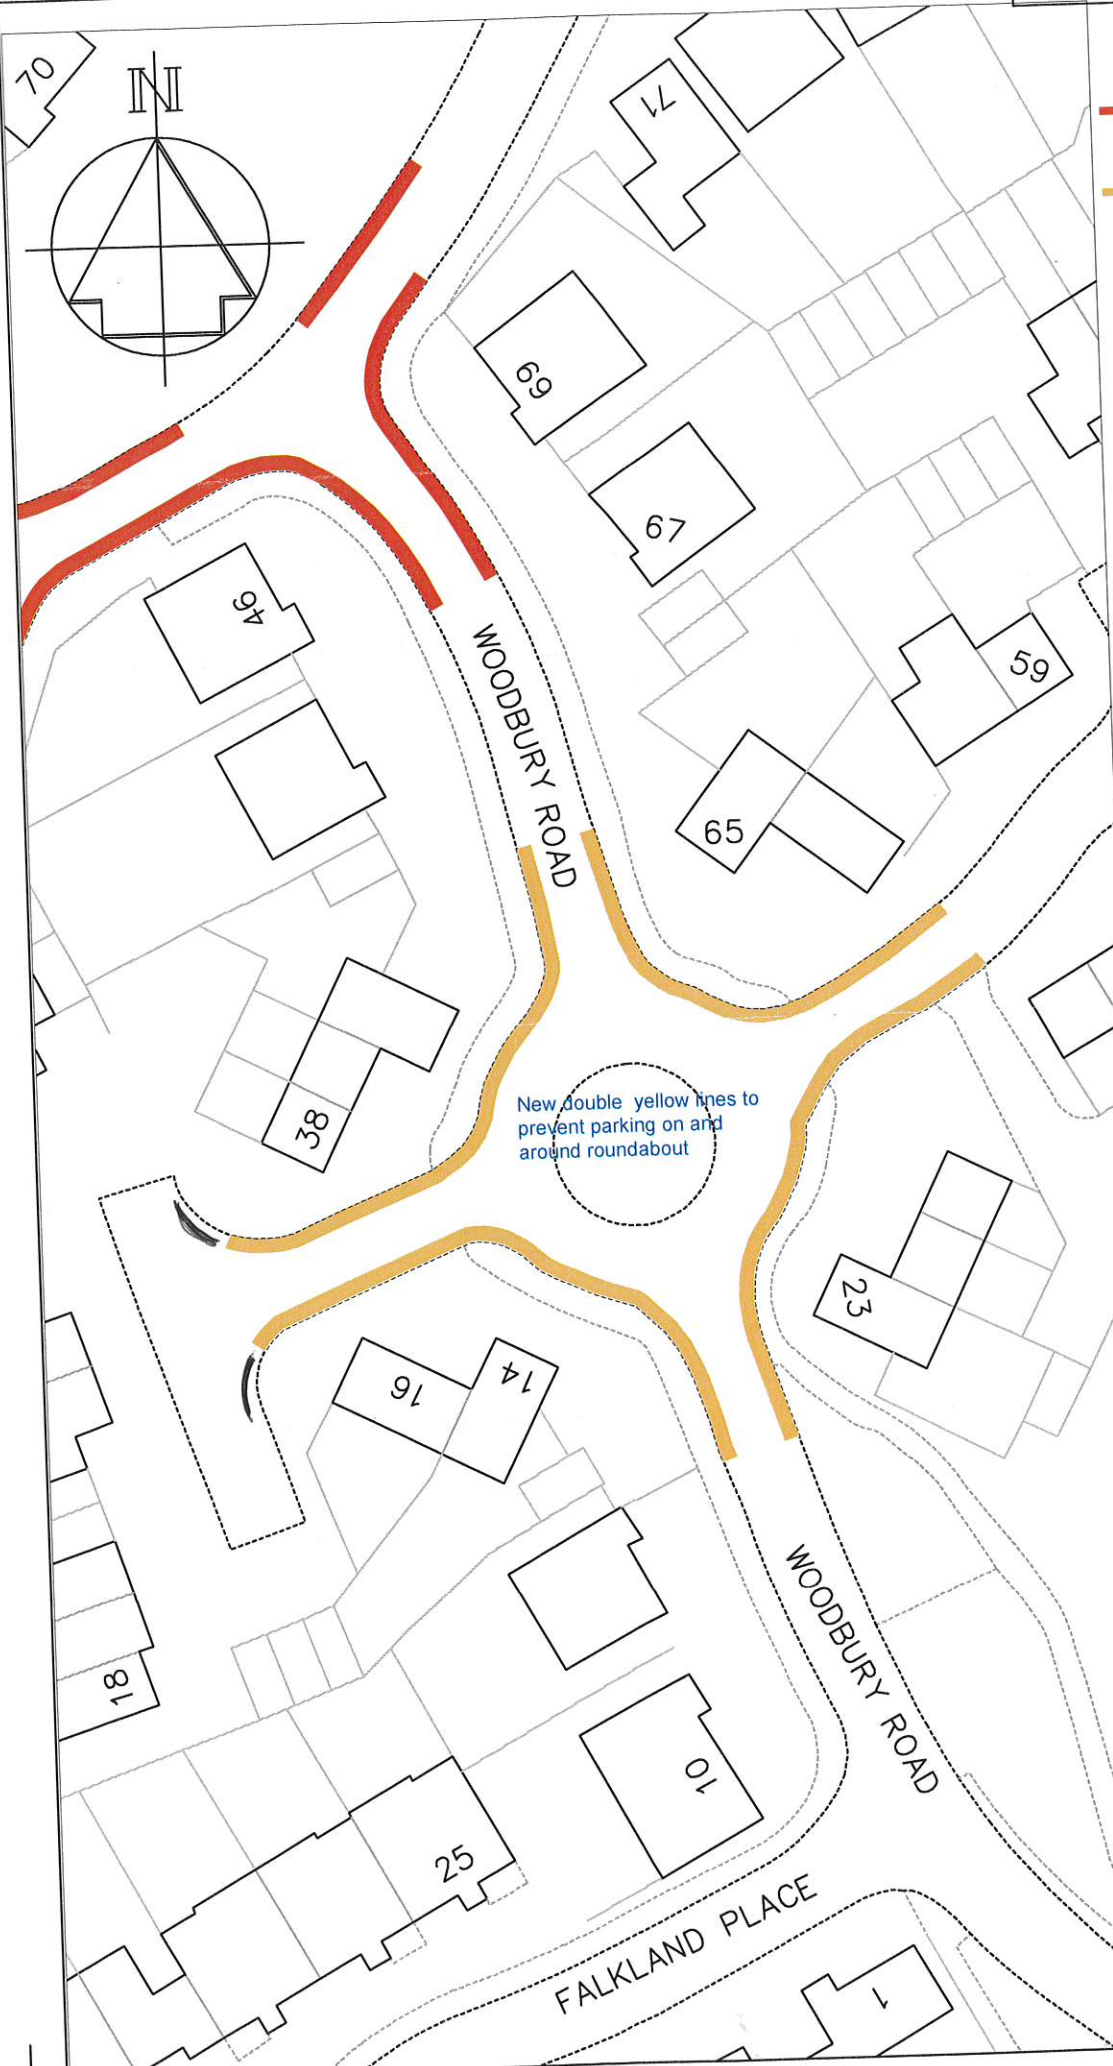 70
N
71
69
67
46
59
WOODBURY ROAD
65
38
New double yellow lines to
prevent parking on and
around roundabout
23
16
14
WOODBURY ROAD
18
10
25
FALKLAND PLACE
1